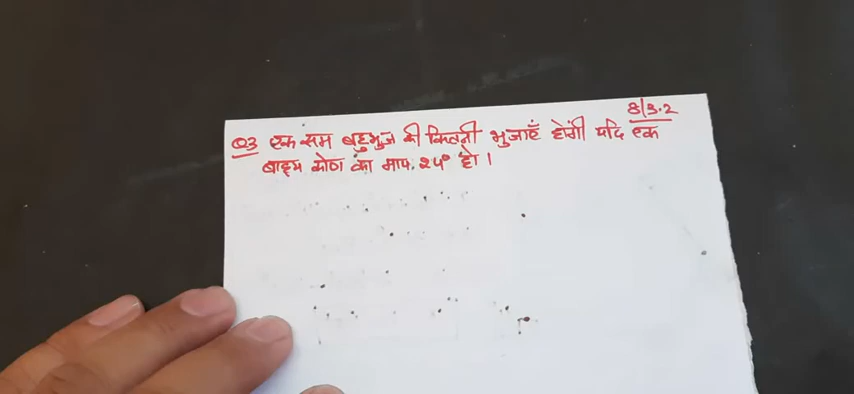 8/3.2
Q3 एक सम बहुभुज की कितनी भुजाएँ होंगी यदि एक
बाह्य कोण का माप 24° हो।